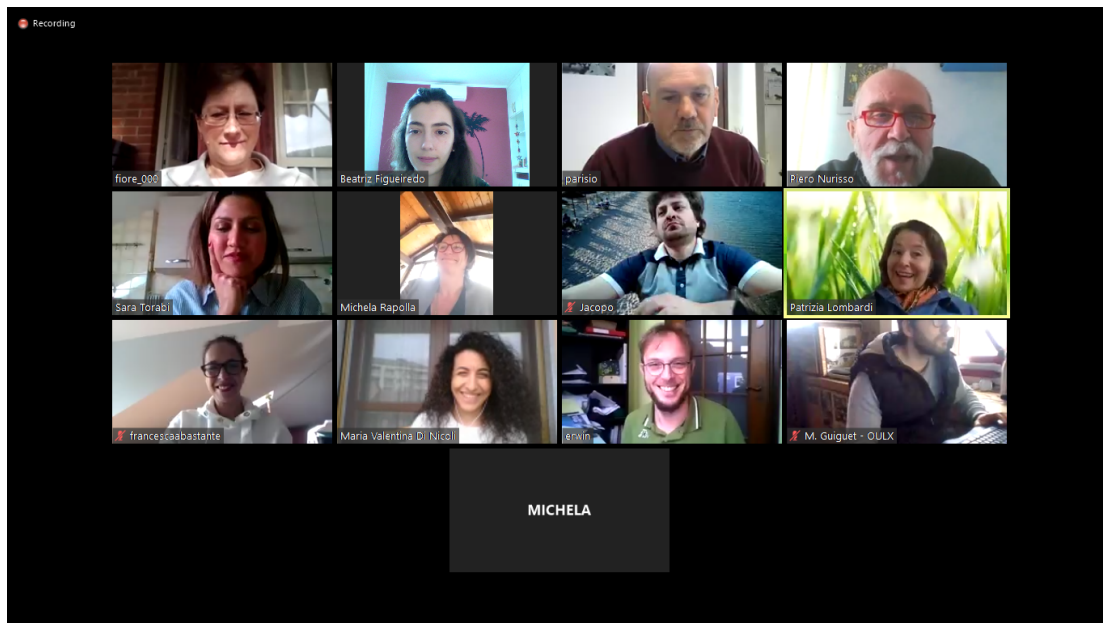 Recording
fiore_000
Beatriz Figueiredo
parisio
Piero Nurisso
Sara Torabi
Michela Rapolla
Jacopo
Patrizia Lombardi
francescaabastante
Maria Valentina Di Nicoli
erwin
M. Guiguet - OULX
MICHELA